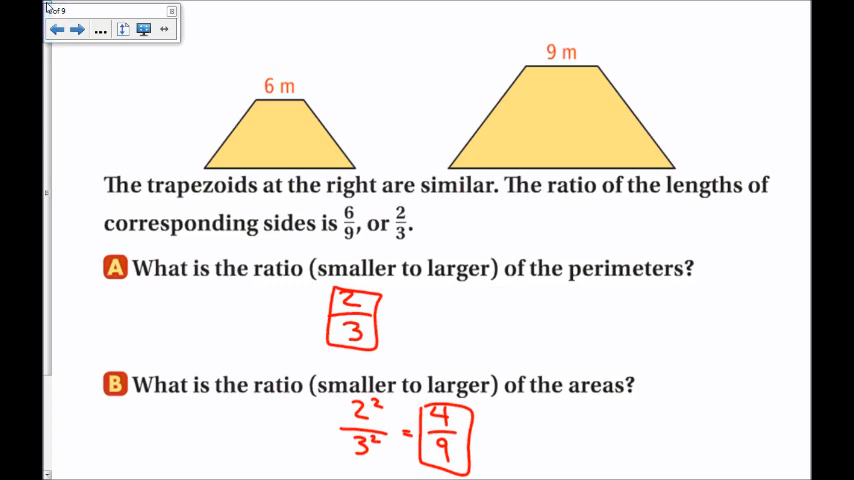 of 9
6 m
9 m
The trapezoids at the right are similar. The ratio of the lengths of
corresponding sides is 6/9, or 2/3.
A What is the ratio (smaller to larger) of the perimeters?
2/3
B What is the ratio (smaller to larger) of the areas?
2²/3² = 4/9